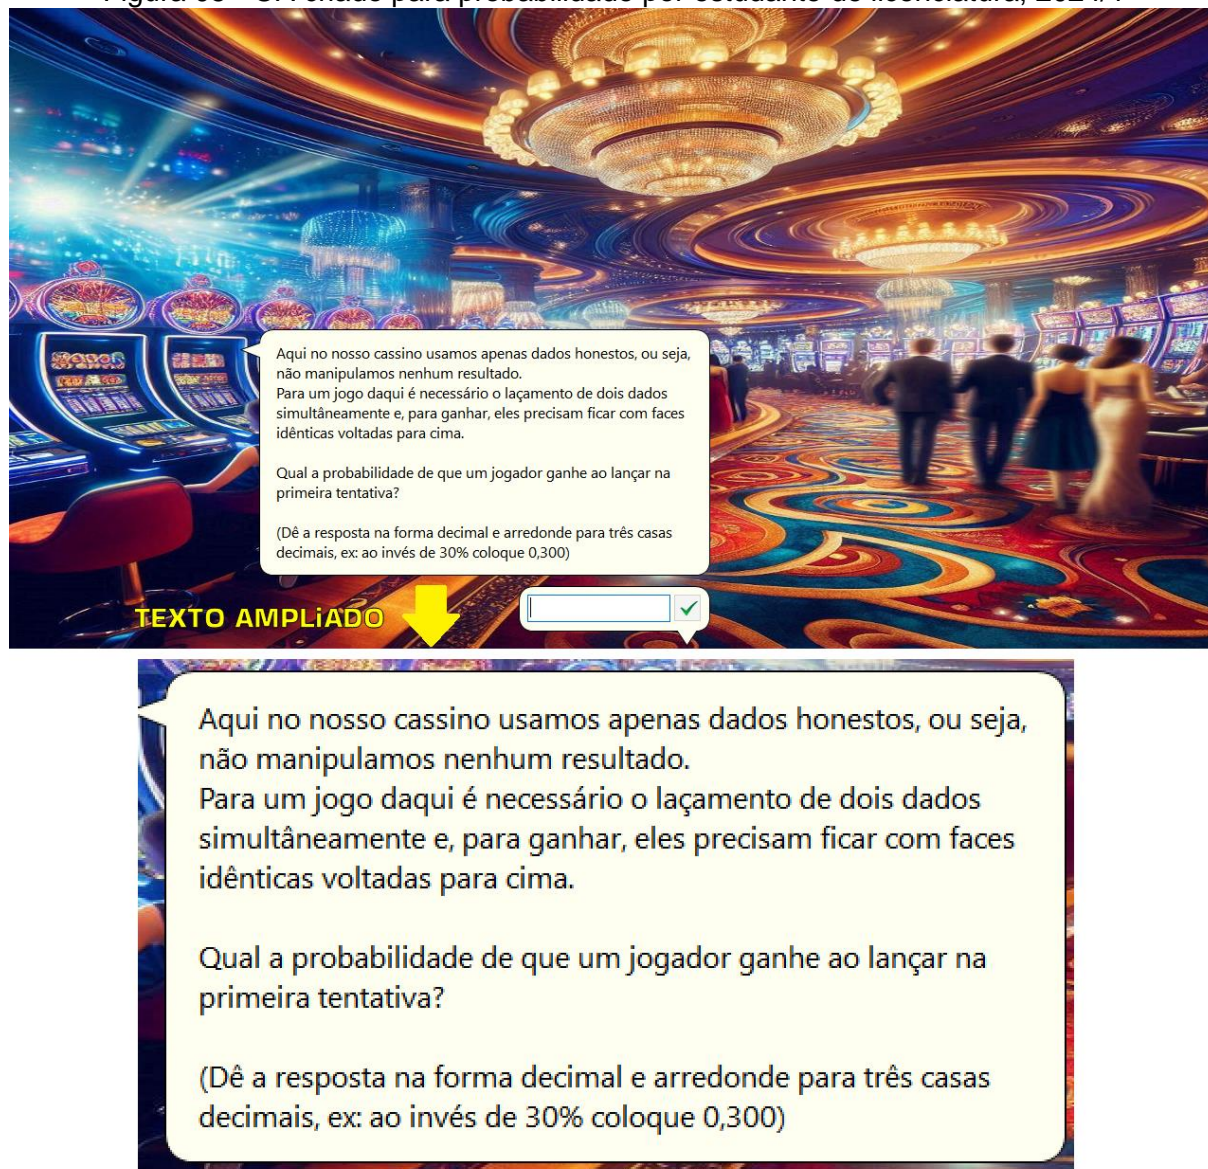 Aqui no nosso cassino usamos apenas dados honestos, ou seja,
não manipulamos nenhum resultado.
Para um jogo daqui é necessário o laçamento de dois dados
simultâneamente e, para ganhar, eles precisam ficar com faces
idênticas voltadas para cima.
Qual a probabilidade de que um jogador ganhe ao lançar na
primeira tentativa?
(Dê a resposta na forma decimal e arredonde para três casas
decimais, ex: ao invés de 30% coloque 0,300)
TEXTO AMPLiADO
Aqui no nosso cassino usamos apenas dados honestos, ou seja,
não manipulamos nenhum resultado.
Para um jogo daqui é necessário o laçamento de dois dados
simultâneamente e, para ganhar, eles precisam ficar com faces
idênticas voltadas para cima.
Qual a probabilidade de que um jogador ganhe ao lançar na
primeira tentativa?
(Dê a resposta na forma decimal e arredonde para três casas
decimais, ex: ao invés de 30% coloque 0,300)